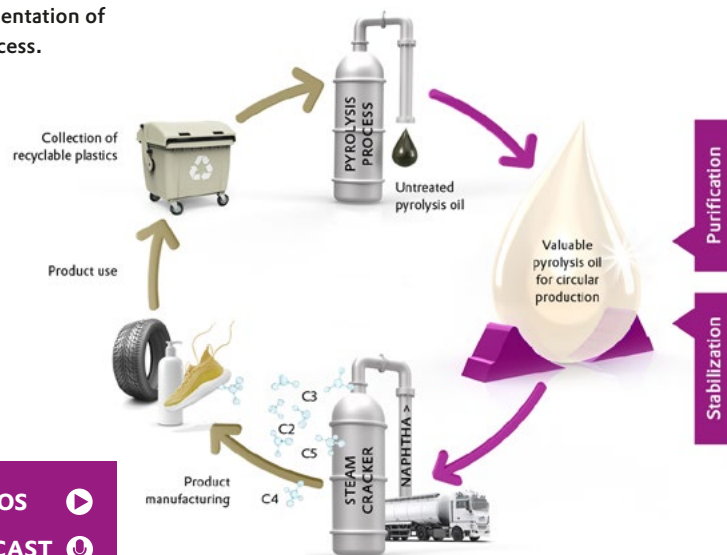 entation of
cess.
Collection of
recyclable plastics
PYROLYSIS
PROCESS
Untreated
pyrolysis oil
Purification
Valuable
pyrolysis oil
for circular
production
Product use
Stabilization
C3
C2
C5
C4
STEAM
CRACKER
NAPHTHA >
Product
manufacturing
OS
CAST